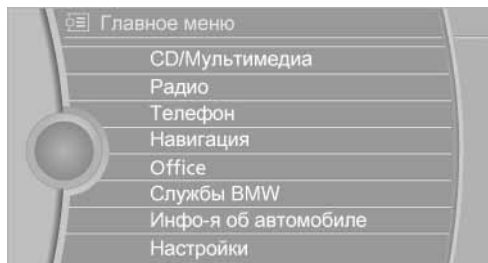 Главное меню
CD/Мультимедиа
Радио
Телефон
Навигация
Office
Службы BMW
Инфо-я об автомобиле
Настройки